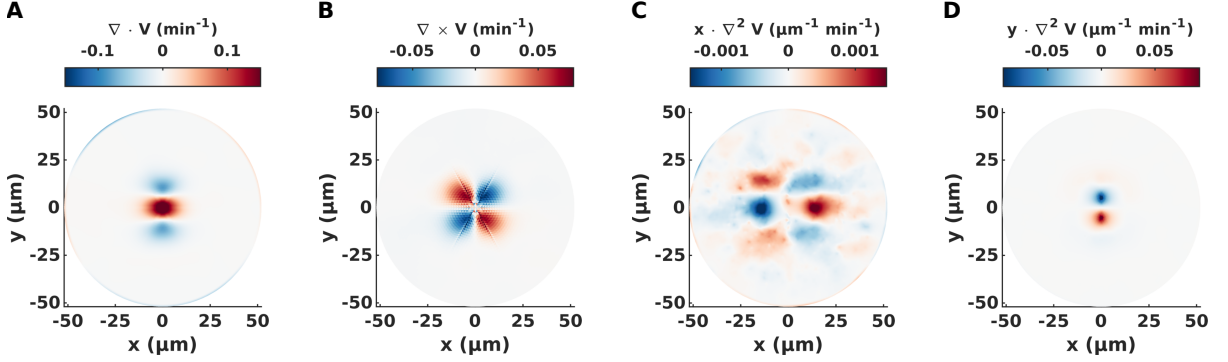 A
∇ · V (min⁻¹)
-0.1 0 0.1
50
25
0
-25
-50
y (µm)
-50 -25 0 25 50
x (µm)
B
∇ × V (min⁻¹)
-0.05 0 0.05
50
25
0
-25
-50
y (µm)
-50 -25 0 25 50
x (µm)
C
x · ∇² V (µm⁻¹ min⁻¹)
-0.001 0 0.001
50
25
0
-25
-50
y (µm)
-50 -25 0 25 50
x (µm)
D
y · ∇² V (µm⁻¹ min⁻¹)
-0.05 0 0.05
50
25
0
-25
-50
y (µm)
-50 -25 0 25 50
x (µm)